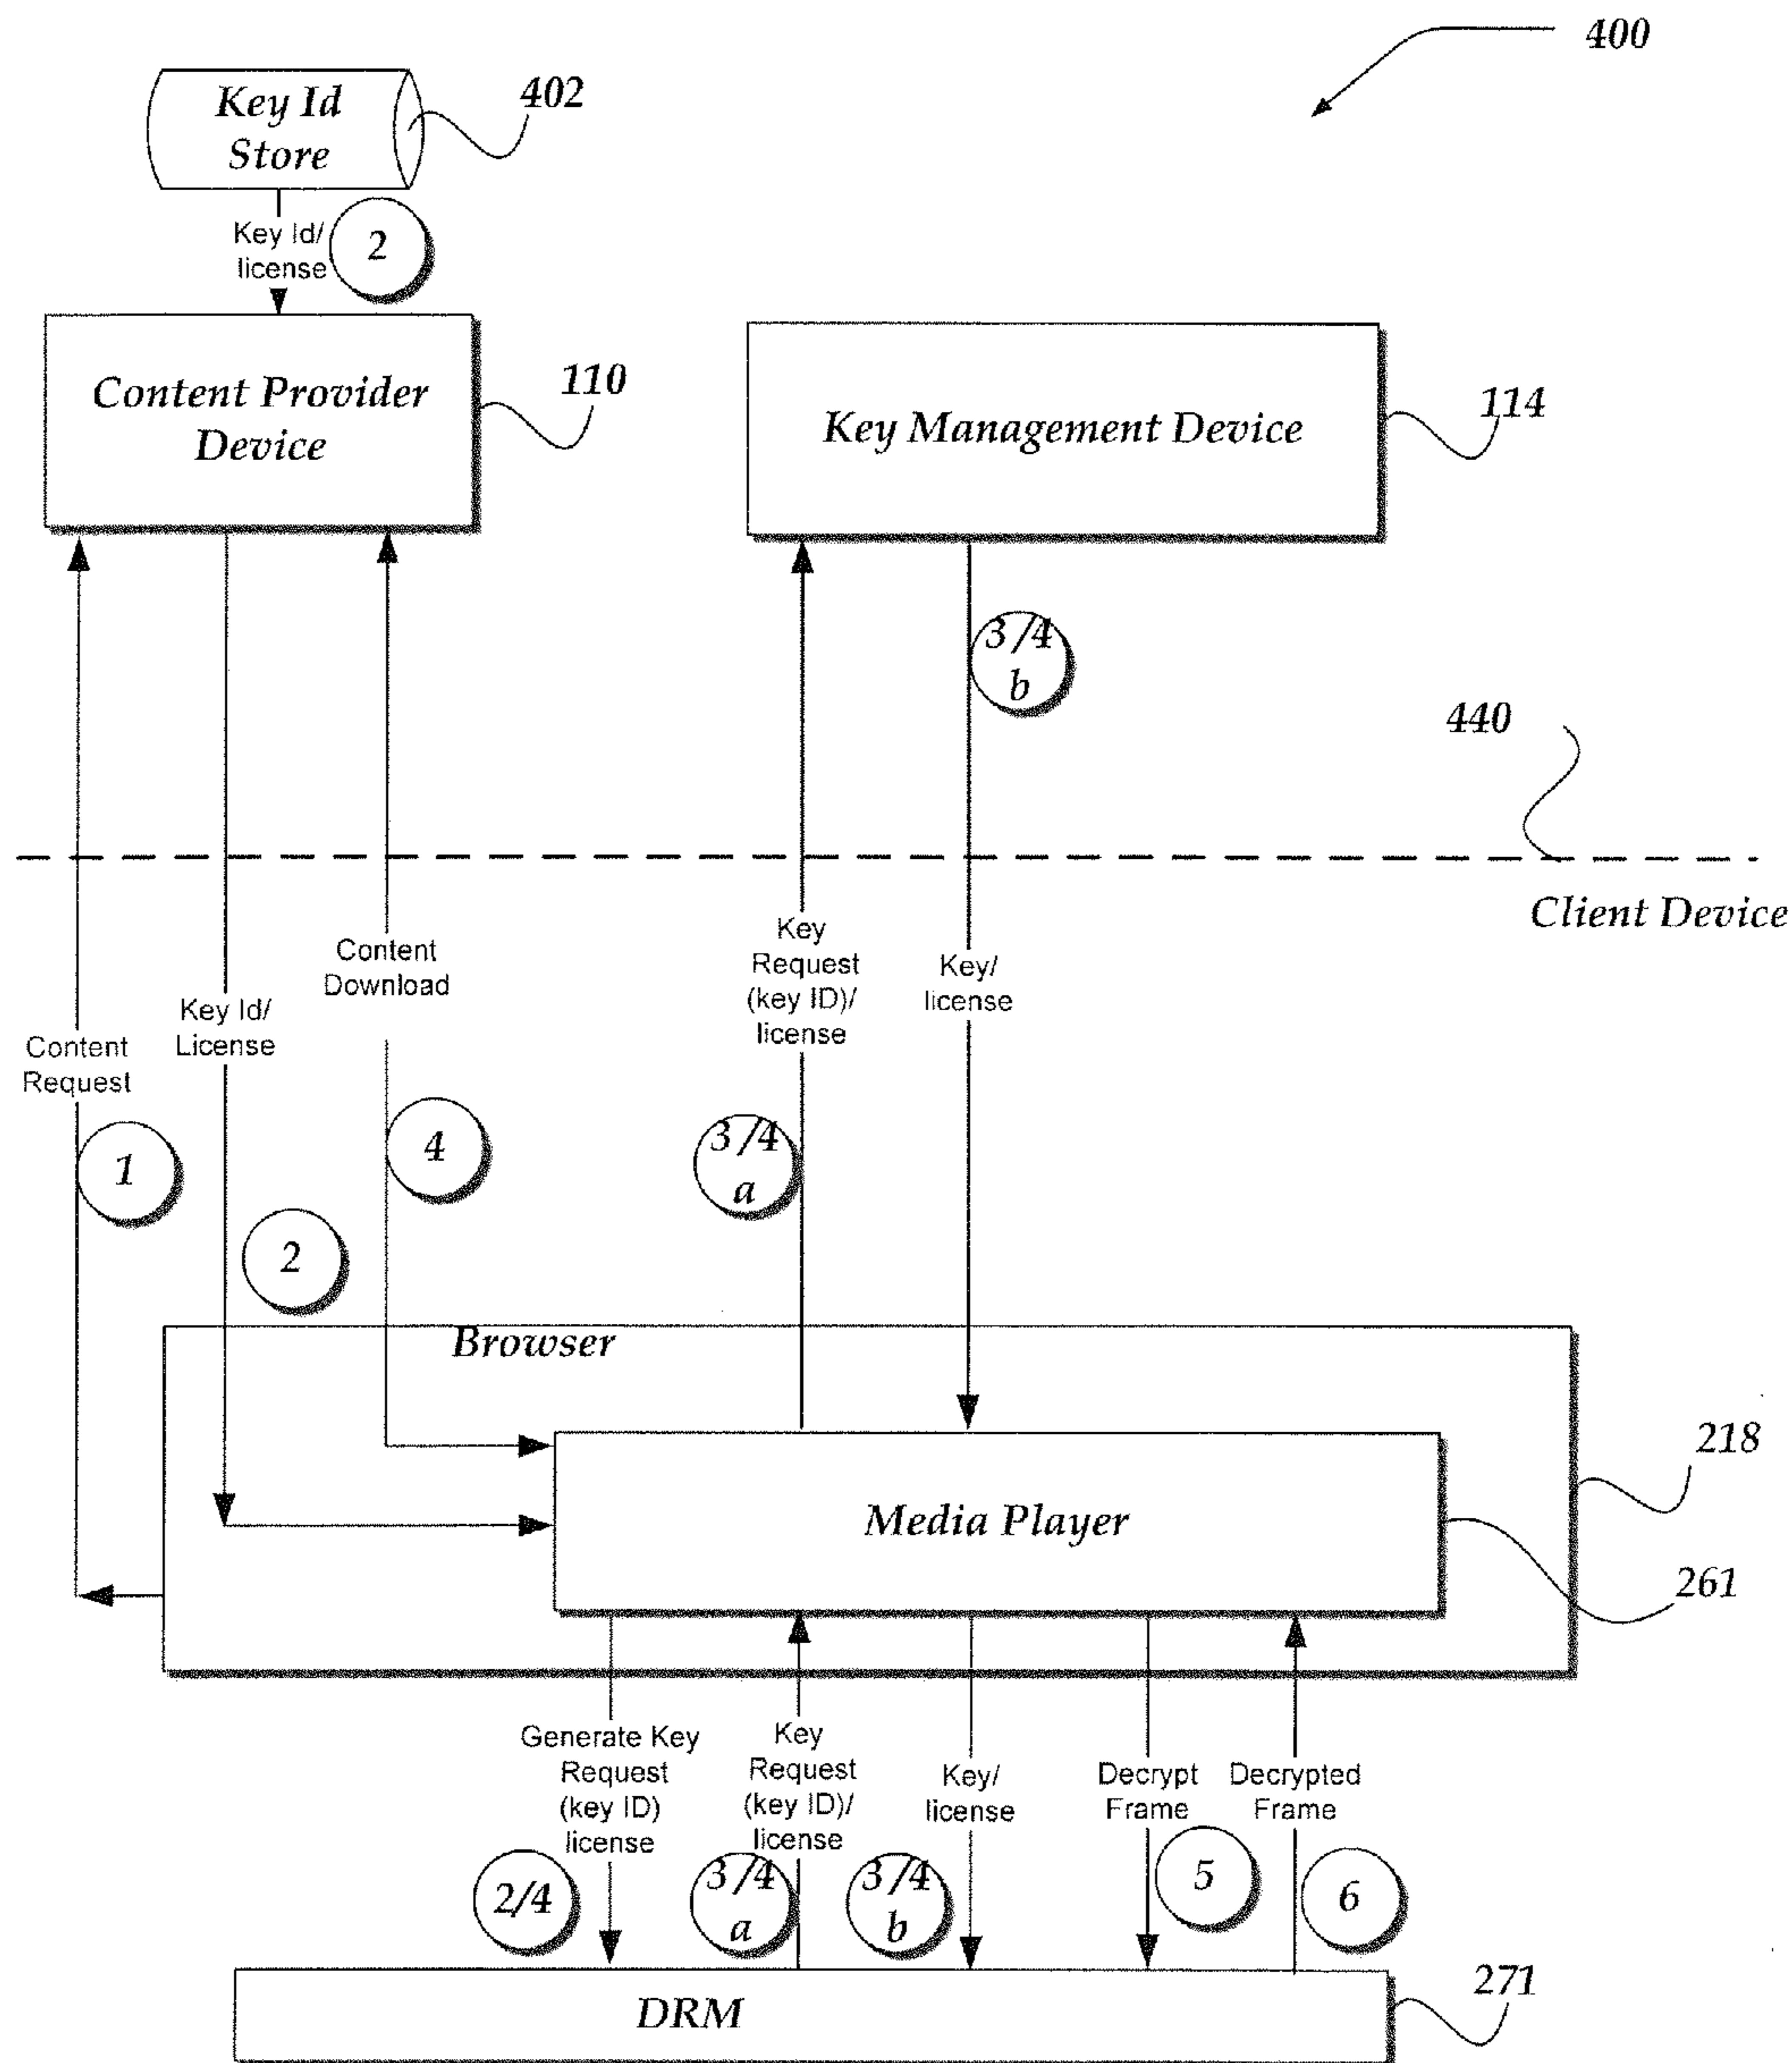 400
Key Id
Store
402
Key Id/
license
2
Content Provider
Device
110
Key Management Device
114
3/4
b
440
Client Device
Content
Request
Key Id/
License
Content
Download
Key
Request
(key ID)/
license
Key/
license
1
2
4
3/4
a
Browser
218
Media Player
261
Generate Key
Request
(key ID)
license
Key
Request
(key ID)/
license
Key/
license
Decrypt
Frame
Decrypted
Frame
2/4
3/4
a
3/4
b
5
6
DRM
271